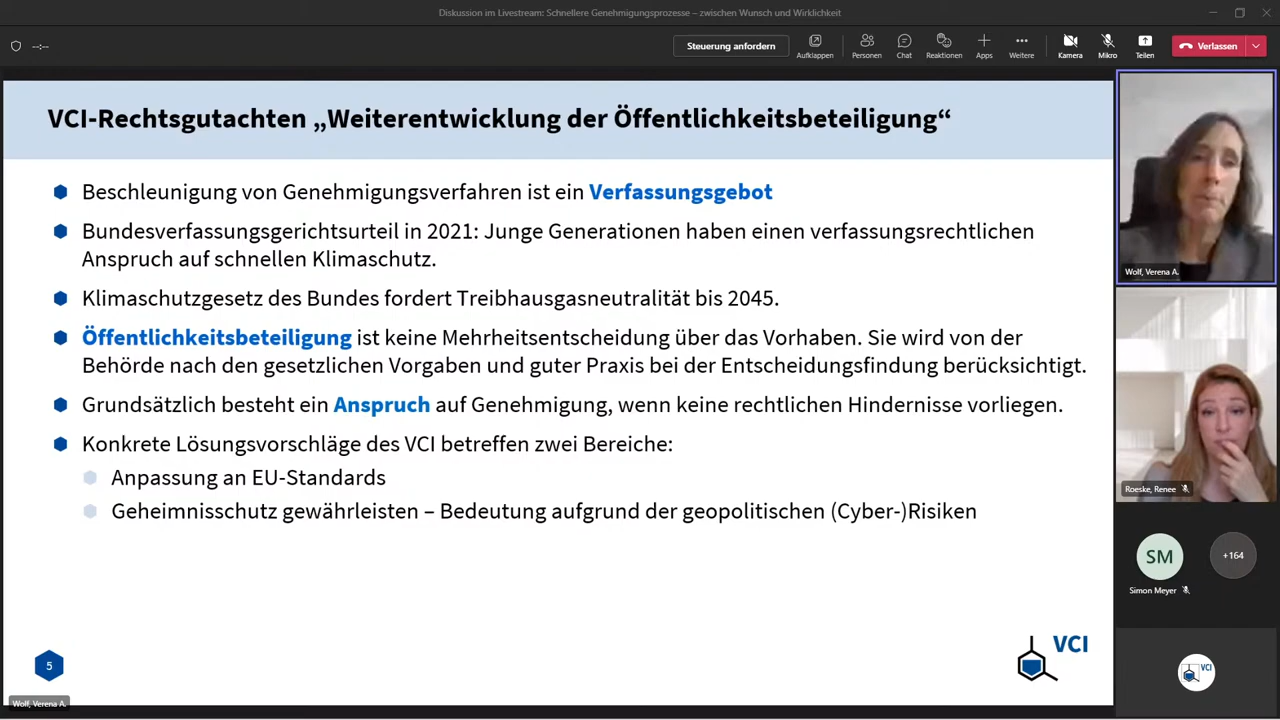 Diskussion im Livestream: Schnellere Genehmigungsprozesse – zwischen Wunsch und Wirklichkeit
--:--
Steuerung anfordern
Aufklappen
Personen
Chat
Reaktionen
Apps
Weitere
Kamera
Mikro
Teilen
Verlassen
VCI-Rechtsgutachten „Weiterentwicklung der Öffentlichkeitsbeteiligung“
Beschleunigung von Genehmigungsverfahren ist ein Verfassungsgebot
Bundesverfassungsgerichtsurteil in 2021: Junge Generationen haben einen verfassungsrechtlichen
Anspruch auf schnellen Klimaschutz.
Klimaschutzgesetz des Bundes fordert Treibhausgasneutralität bis 2045.
Öffentlichkeitsbeteiligung ist keine Mehrheitsentscheidung über das Vorhaben. Sie wird von der
Behörde nach den gesetzlichen Vorgaben und guter Praxis bei der Entscheidungsfindung berücksichtigt.
Grundsätzlich besteht ein Anspruch auf Genehmigung, wenn keine rechtlichen Hindernisse vorliegen.
Konkrete Lösungsvorschläge des VCI betreffen zwei Bereiche:
Anpassung an EU-Standards
Geheimnisschutz gewährleisten – Bedeutung aufgrund der geopolitischen (Cyber-)Risiken
5
VCI
Wolf, Verena A.
Wolf, Verena A.
Roeske, Renee
SM
+164
Simon Meyer
VCI